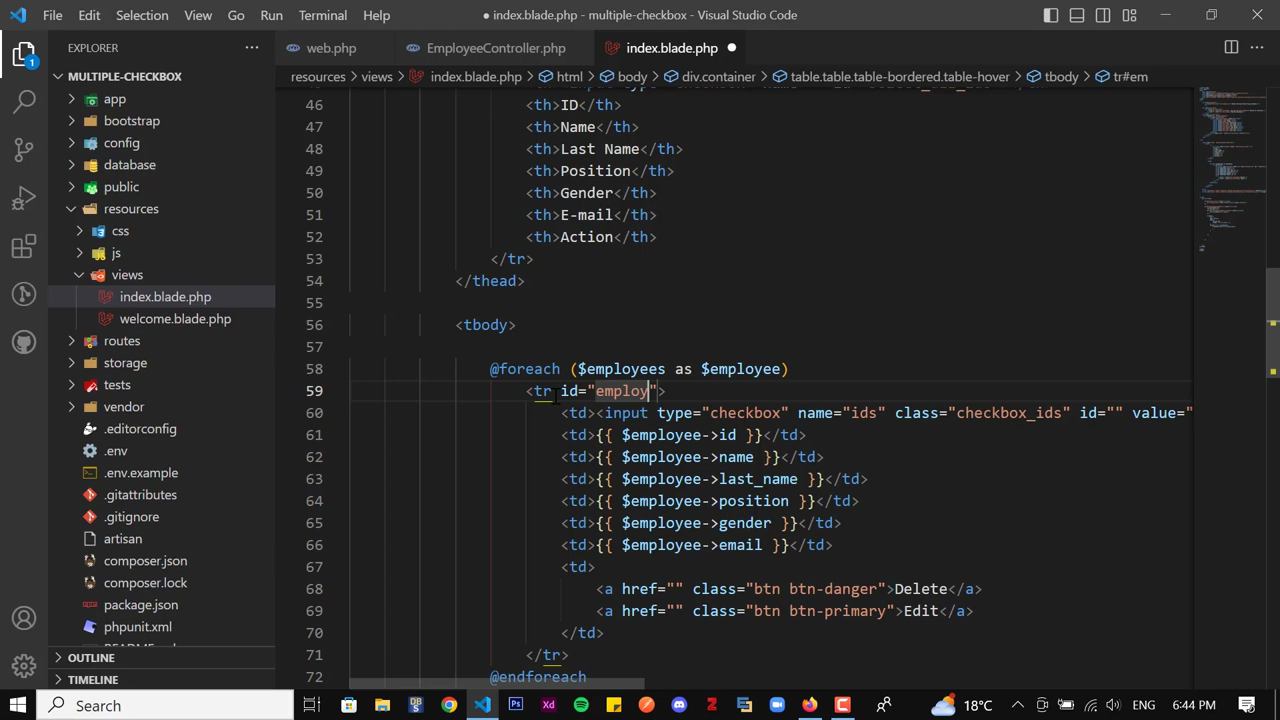 File Edit Selection View Go Run Terminal Help
● index.blade.php - multiple-checkbox - Visual Studio Code
EXPLORER
web.php
EmployeeController.php
index.blade.php
resources > views > index.blade.php > html > body > div.container > table.table.table-bordered.table-hover > tbody > tr#em
1
MULTIPLE-CHECKBOX
app
bootstrap
config
database
public
resources
css
js
views
index.blade.php
welcome.blade.php
routes
storage
tests
vendor
.editorconfig
.env
.env.example
.gitattributes
.gitignore
artisan
composer.json
composer.lock
package.json
phpunit.xml
OUTLINE
TIMELINE
46 <th>ID</th>
47 <th>Name</th>
48 <th>Last Name</th>
49 <th>Position</th>
50 <th>Gender</th>
51 <th>E-mail</th>
52 <th>Action</th>
53 </tr>
54 </thead>
55
56 <tbody>
57
58 @foreach ($employees as $employee)
59 <tr id="employ">
60 <td><input type="checkbox" name="ids" class="checkbox_ids" id="" value="
61 <td>{{ $employee->id }}</td>
62 <td>{{ $employee->name }}</td>
63 <td>{{ $employee->last_name }}</td>
64 <td>{{ $employee->position }}</td>
65 <td>{{ $employee->gender }}</td>
66 <td>{{ $employee->email }}</td>
67 <td>
68 <a href="" class="btn btn-danger">Delete</a>
69 <a href="" class="btn btn-primary">Edit</a>
70 </td>
71 </tr>
72 @endforeach
Search
18°C
ENG
6:44 PM